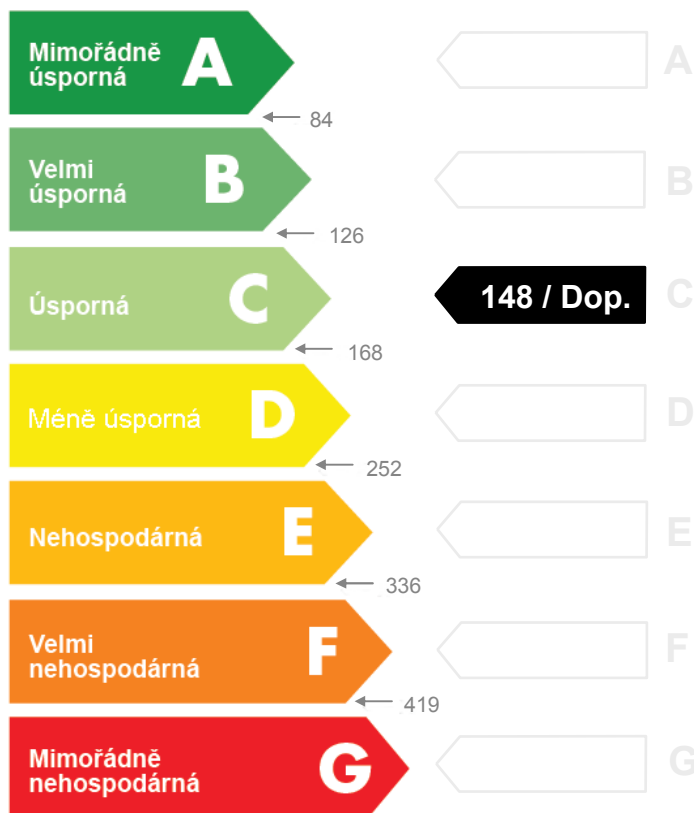 Mimořádně
úsporná
A
A
84
Velmi
úsporná
B
B
126
Úsporná
C
148 / Dop.
C
168
Méně úsporná
D
D
252
Nehospodárná
E
E
336
Velmi
nehospodárná
F
F
419
Mimořádně
nehospodárná
G
G